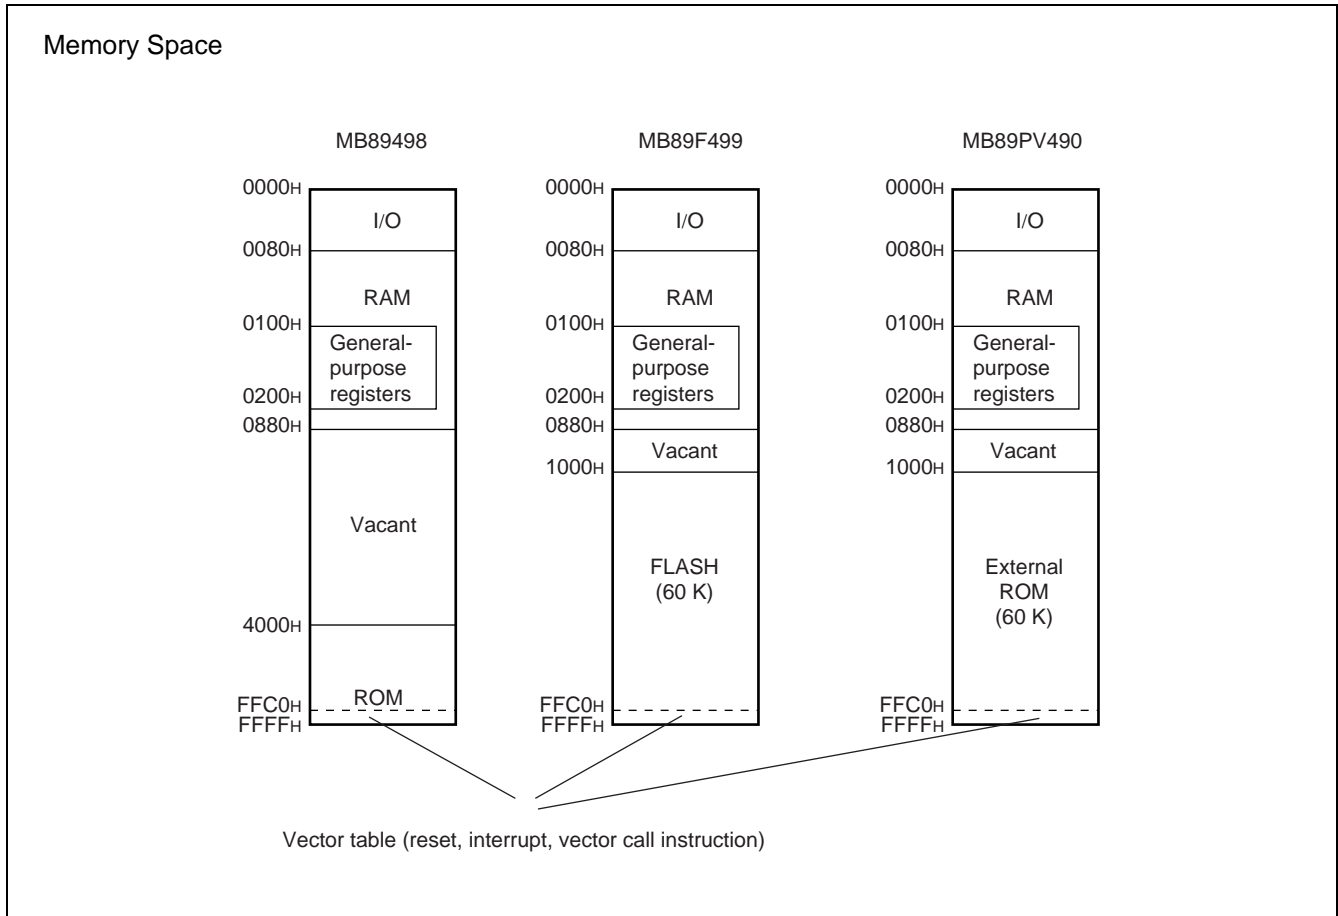 Memory Space
MB89498
0000H
I/O
0080H
RAM
0100H
General-
purpose
registers
0200H
0880H
Vacant
4000H
ROM
FFC0H
FFFFH
MB89F499
0000H
I/O
0080H
RAM
0100H
General-
purpose
registers
0200H
0880H
Vacant
1000H
FLASH
(60 K)
FFC0H
FFFFH
MB89PV490
0000H
I/O
0080H
RAM
0100H
General-
purpose
registers
0200H
0880H
Vacant
1000H
External
ROM
(60 K)
FFC0H
FFFFH
Vector table (reset, interrupt, vector call instruction)